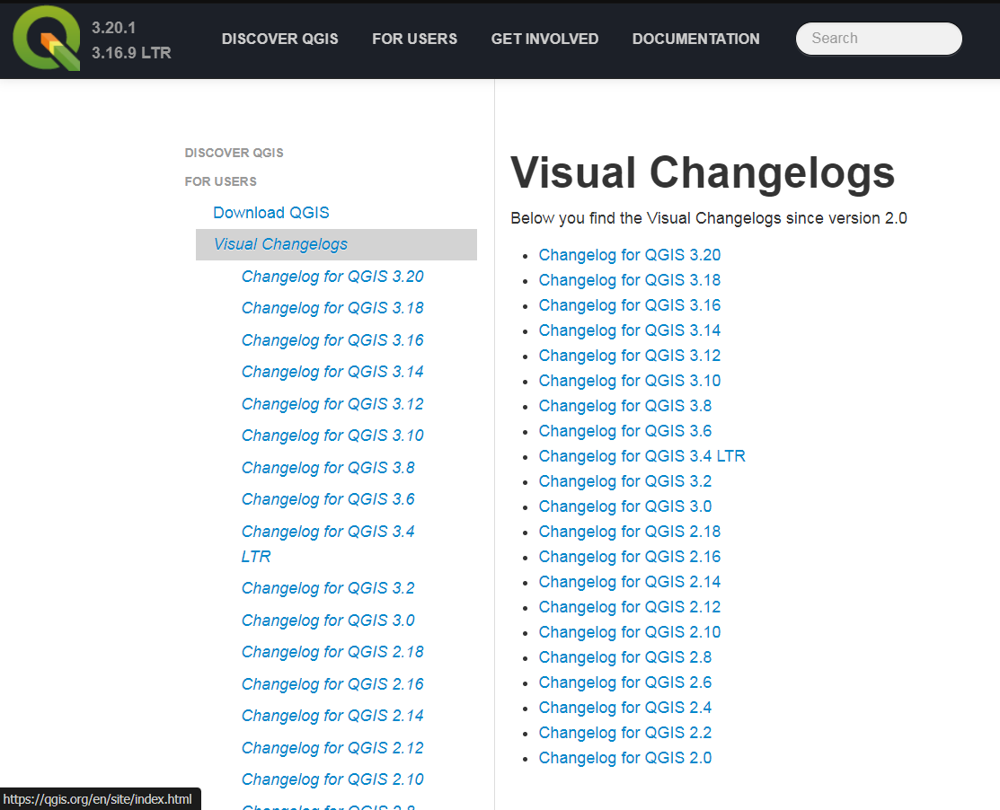 3.20.1
3.16.9 LTR
DISCOVER QGIS
FOR USERS
GET INVOLVED
DOCUMENTATION
Search
DISCOVER QGIS
FOR USERS
Download QGIS
Visual Changelogs
Changelog for QGIS 3.20
Changelog for QGIS 3.18
Changelog for QGIS 3.16
Changelog for QGIS 3.14
Changelog for QGIS 3.12
Changelog for QGIS 3.10
Changelog for QGIS 3.8
Changelog for QGIS 3.6
Changelog for QGIS 3.4
LTR
Changelog for QGIS 3.2
Changelog for QGIS 3.0
Changelog for QGIS 2.18
Changelog for QGIS 2.16
Changelog for QGIS 2.14
Changelog for QGIS 2.12
Changelog for QGIS 2.10
Changelog for QGIS 2.8
https://qgis.org/en/site/index.html
Visual Changelogs
Below you find the Visual Changelogs since version 2.0
Changelog for QGIS 3.20
Changelog for QGIS 3.18
Changelog for QGIS 3.16
Changelog for QGIS 3.14
Changelog for QGIS 3.12
Changelog for QGIS 3.10
Changelog for QGIS 3.8
Changelog for QGIS 3.6
Changelog for QGIS 3.4 LTR
Changelog for QGIS 3.2
Changelog for QGIS 3.0
Changelog for QGIS 2.18
Changelog for QGIS 2.16
Changelog for QGIS 2.14
Changelog for QGIS 2.12
Changelog for QGIS 2.10
Changelog for QGIS 2.8
Changelog for QGIS 2.6
Changelog for QGIS 2.4
Changelog for QGIS 2.2
Changelog for QGIS 2.0